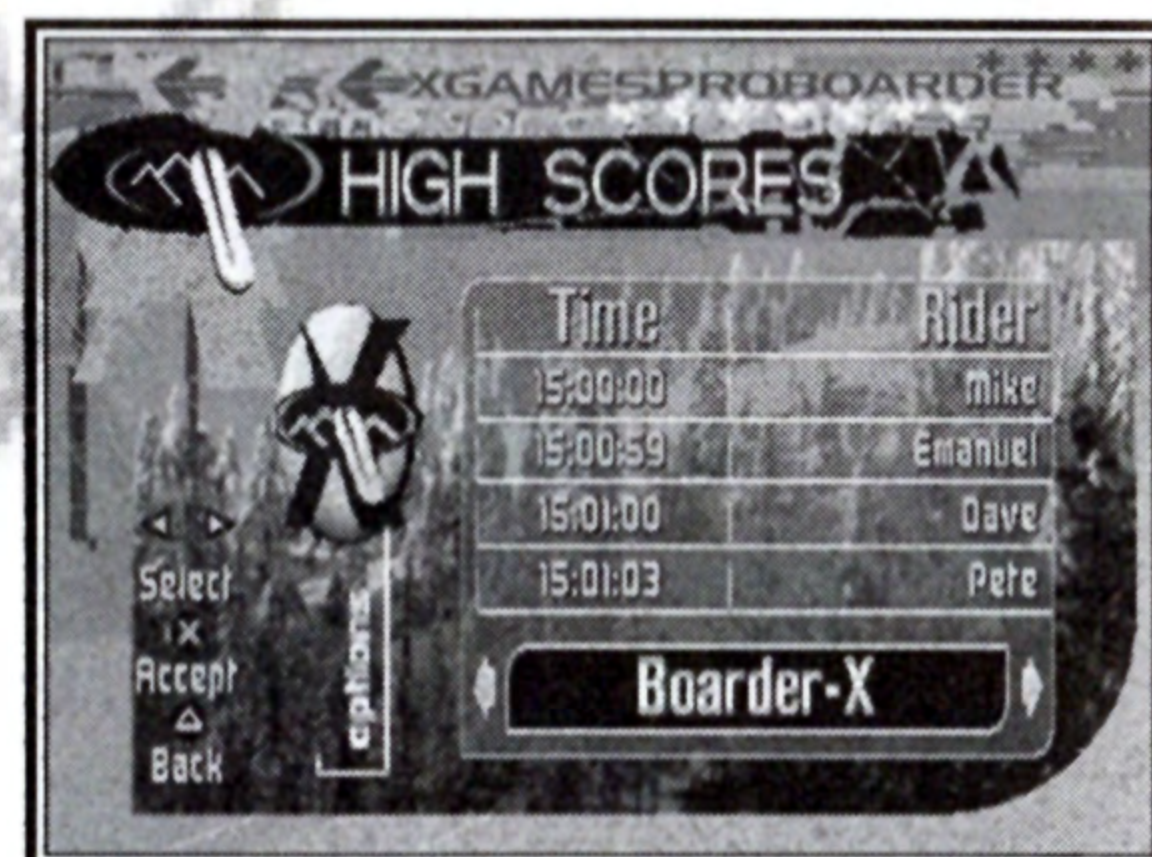 XGAMESPROBOARDER
HIGH SCORES
Time Rider
15:00:00 Mike
15:00:59 Emanuel
15:01:00 Dave
15:01:03 Pete
Boarder-X
Select
X
Accept
Back
options